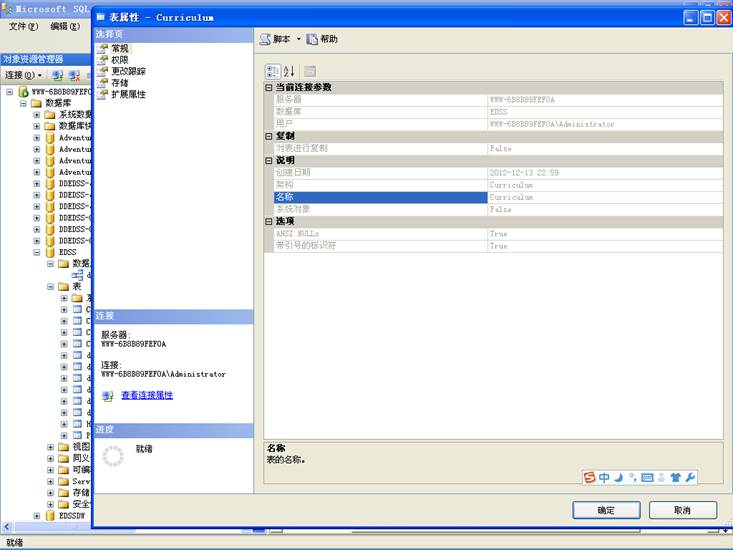 Microsoft SQL
表属性 - Curriculum
文件(F) 编辑(E)
对象资源管理器
连接(O)
WWW-6B8B89FEF0A
数据库
系统数据
数据库快
Adventu
Adventu
Adventu
Adventu
DDEDSS-
DDEDSS-
DDEDSS-
DDEDSS-
DDEDSS-
DDEDSS-
EDSS
数据
d
表
系
C
C
C
C
d
d
d
d
d
d
H
P
视图
同义
可编
Serv
存储
安全
EDSSDW
就绪
选择页
常规
权限
更改跟踪
存储
扩展属性
连接
服务器:
WWW-6B8B89FEF0A
连接:
WWW-6B8B89FEF0A\Administrator
查看连接属性
进度
就绪
脚本 帮助
当前连接参数
服务器 WWW-6B8B89FEF0A
数据库 EDSS
用户 WWW-6B8B89FEF0A\Administrator
复制
对表进行复制 False
说明
创建日期 2012-12-13 22:59
架构 Curriculum
名称 Curriculum
系统对象 False
选项
ANSI NULLs True
带引号的标识符 True
名称
表的名称。
中
确定 取消